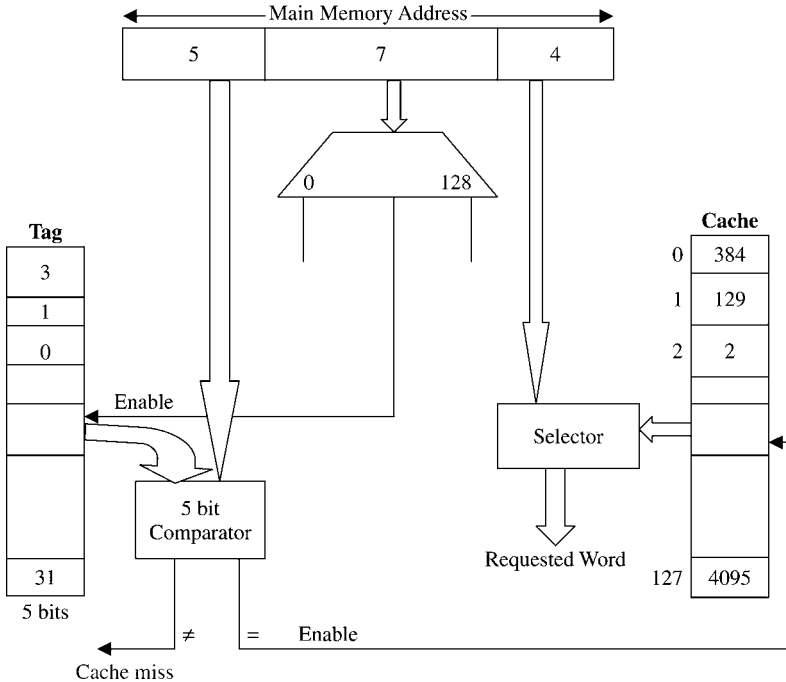 Main Memory Address
5 7 4
0 128
Tag
3
1
0
31
5 bits
Enable
5 bit
Comparator
≠ = Enable
Cache miss
Cache
0 384
1 129
2 2
127 4095
Selector
Requested Word